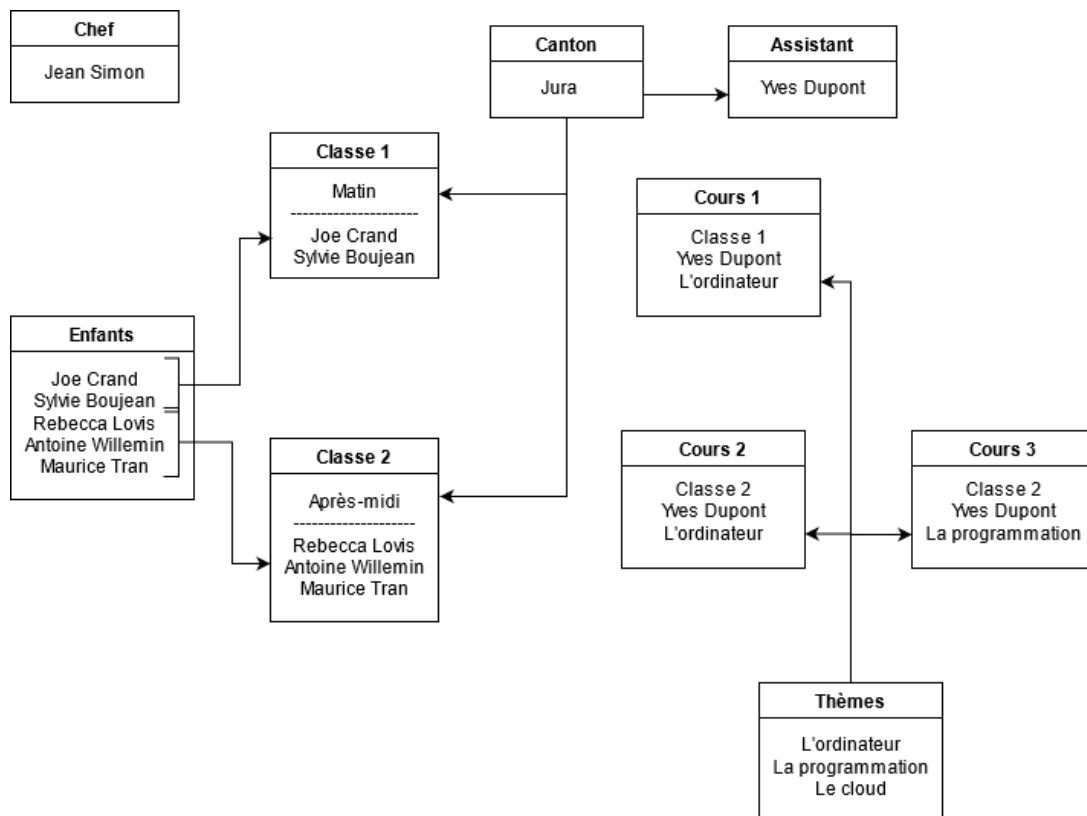 Chef
Jean Simon
Canton
Jura
Assistant
Yves Dupont
Classe 1
Matin
---------------------
Joe Crand
Sylvie Boujean
Cours 1
Classe 1
Yves Dupont
L'ordinateur
Enfants
Joe Crand
Sylvie Boujean
Rebecca Lovis
Antoine Willemin
Maurice Tran
Classe 2
Après-midi
--------------------
Rebecca Lovis
Antoine Willemin
Maurice Tran
Cours 2
Classe 2
Yves Dupont
L'ordinateur
Cours 3
Classe 2
Yves Dupont
La programmation
Thèmes
L'ordinateur
La programmation
Le cloud